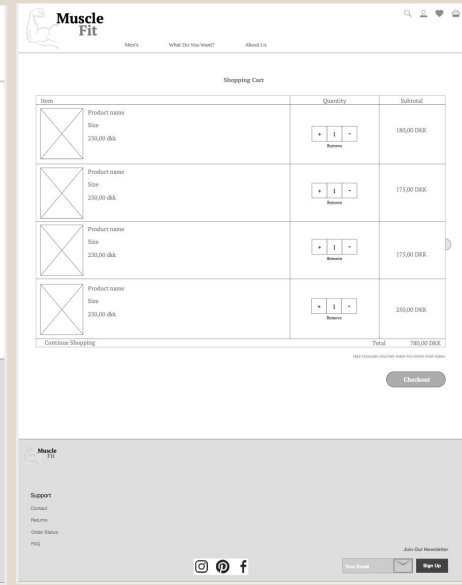 Muscle
Fit
Men's What Do You Want? About Us
Shopping Cart
Item Quantity Subtotal
Product name
Size
250,00 dkk
+ 1 -
Remove
180,00 DKK
Product name
Size
250,00 dkk
+ 1 -
Remove
175,00 DKK
Product name
Size
250,00 dkk
+ 1 -
Remove
175,00 DKK
Product name
Size
250,00 dkk
+ 1 -
Remove
250,00 DKK
Continue Shopping Total 780,00 DKK
Checkout
Muscle
Fit
Support
Contact
Returns
Order Status
FAQ
Join Our Newsletter
Your Email Sign Up